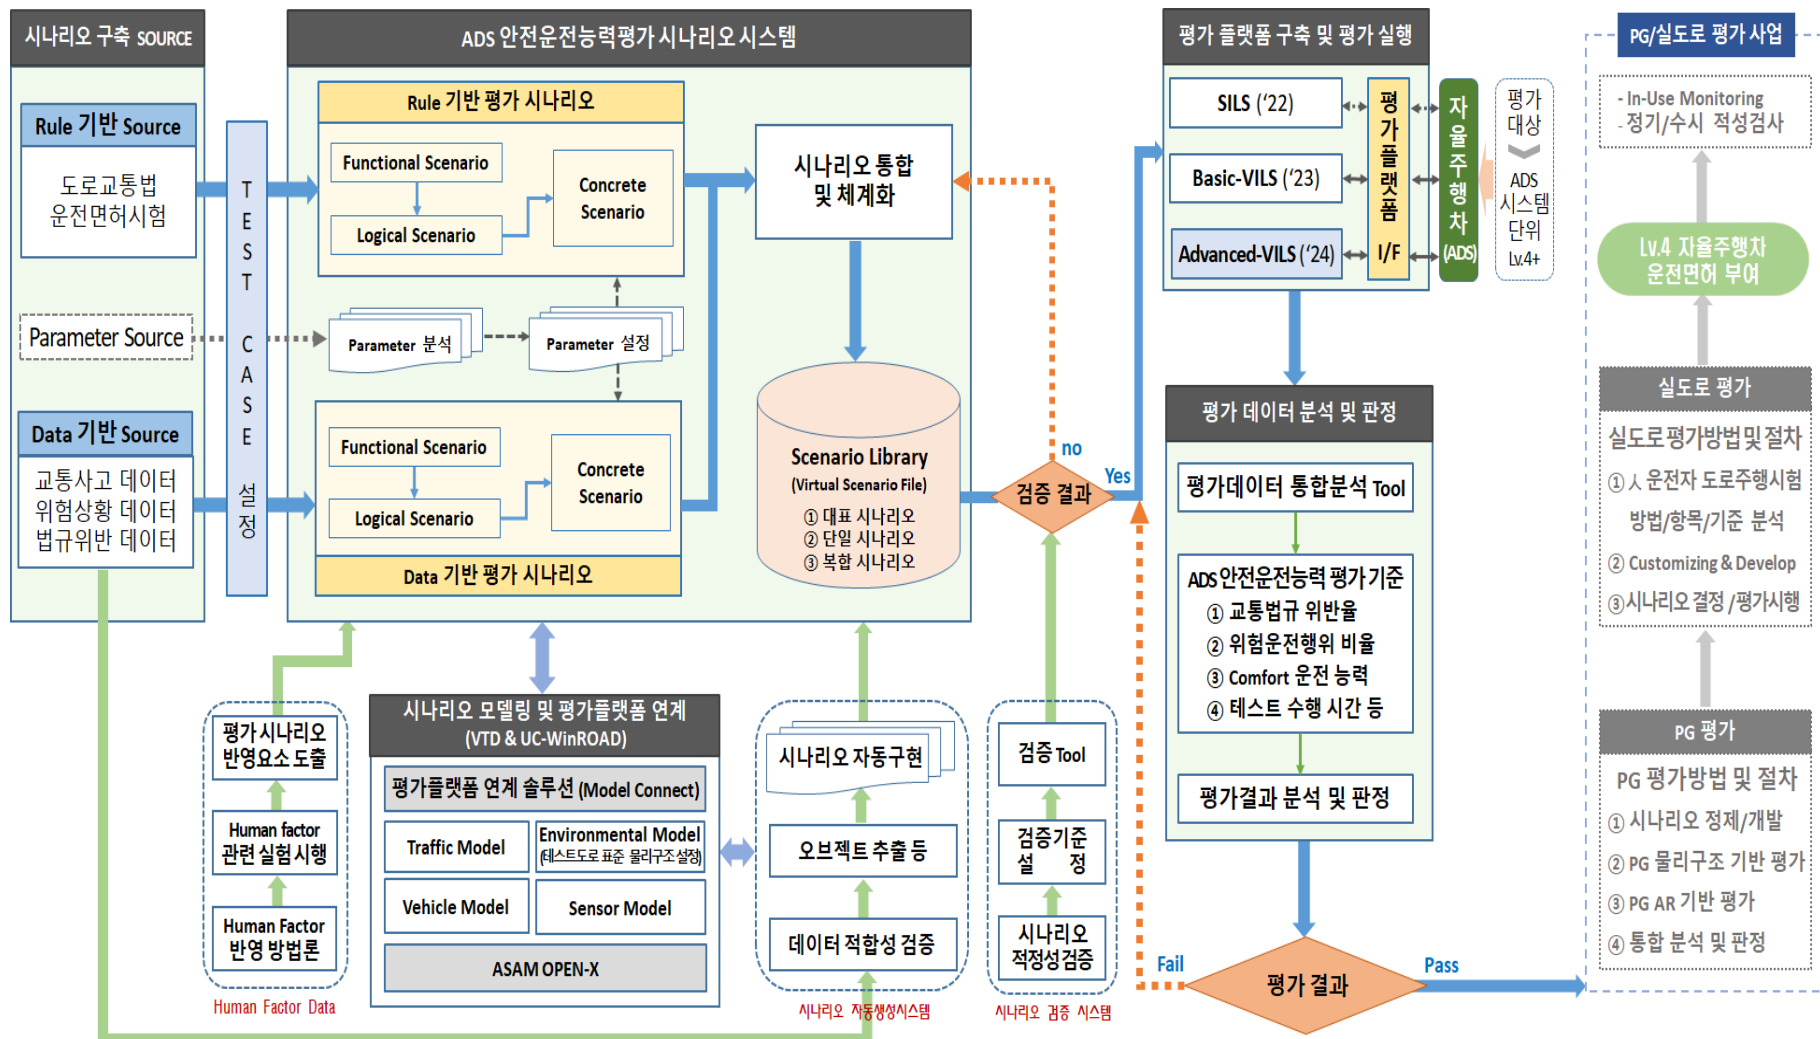 시나리오 구축 SOURCE
Rule 기반 Source
도로교통법
운전면허시험
Parameter Source
Data 기반 Source
교통사고 데이터
위험상황 데이터
법규위반 데이터
TEST CASE 설정
ADS 안전운전능력평가 시나리오 시스템
Rule 기반 평가 시나리오
Functional Scenario
Logical Scenario
Concrete
Scenario
Parameter 분석
Parameter 설정
Functional Scenario
Logical Scenario
Concrete
Scenario
Data 기반 평가 시나리오
시나리오 통합
및 체계화
Scenario Library
(Virtual Scenario File)
① 대표 시나리오
② 단일 시나리오
③ 복합 시나리오
no
검증 결과
Yes
평가 시나리오
반영요소 도출
Human factor
관련 실험 시행
Human Factor
반영 방법론
Human Factor Data
시나리오 모델링 및 평가플랫폼 연계
(VTD & UC-WinROAD)
평가플랫폼 연계 솔루션 (Model Connect)
Traffic Model
Environmental Model
(테스트도로 표준 물리구조 설정)
Vehicle Model
Sensor Model
ASAM OPEN-X
시나리오 자동구현
오브젝트 추출 등
데이터 적합성 검증
시나리오 자동생성시스템
검증 Tool
검증기준
설 정
시나리오
적정성검증
시나리오 검증 시스템
평가 플랫폼 구축 및 평가 실행
SILS (‘22)
Basic-VILS (‘23)
Advanced-VILS (‘24)
평가플랫폼 I/F
자율주행차 (ADS)
평가
대상
ADS
시스템
단위
Lv.4+
평가 데이터 분석 및 판정
평가데이터 통합분석 Tool
ADS 안전운전능력 평가 기준
① 교통법규 위반율
② 위험운전행위 비율
③ Comfort 운전 능력
④ 테스트 수행 시간 등
평가결과 분석 및 판정
Fail
평가 결과
Pass
PG/실도로 평가 사업
- In-Use Monitoring
- 정기/수시 적성검사
Lv.4 자율주행차
운전면허 부여
실도로 평가
실도로 평가방법 및 절차
① 人 운전자 도로주행시험
방법/항목/기준 분석
② Customizing & Develop
③ 시나리오 결정 /평가시행
PG 평가
PG 평가방법 및 절차
① 시나리오 정제/개발
② PG 물리구조 기반 평가
③ PG AR 기반 평가
④ 통합 분석 및 판정